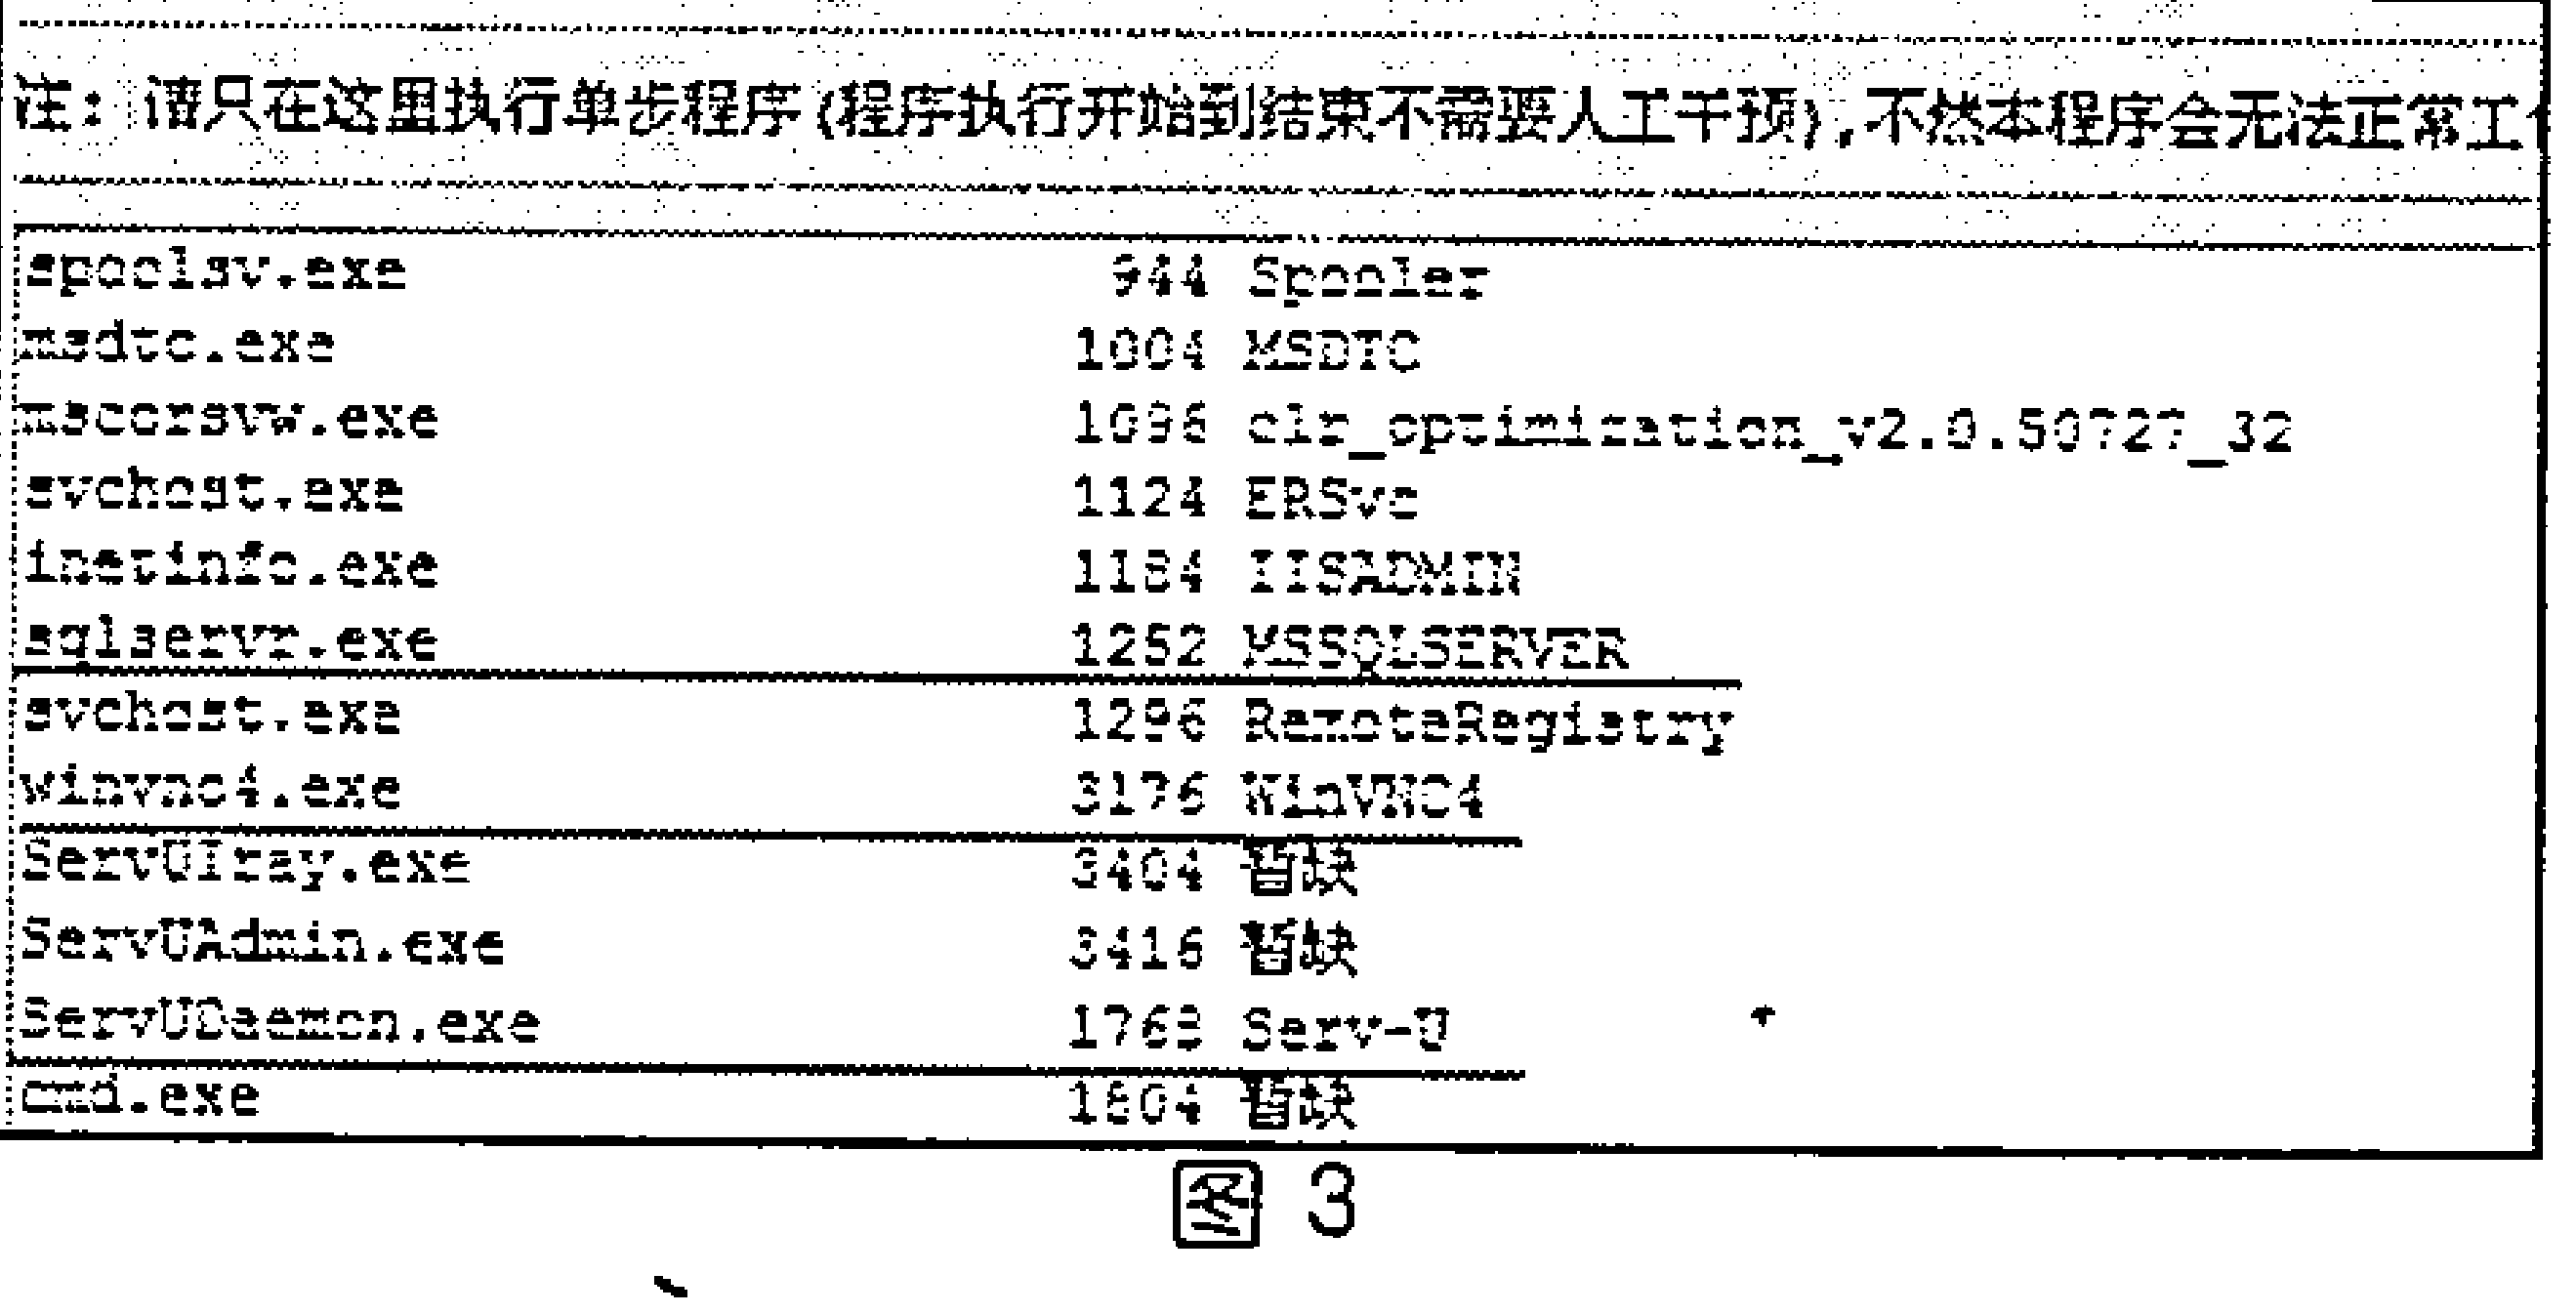 注：请只在这里执行单步程序(程序执行开始到结束不需要人工干预),不然本程序会无法正常工
spoolsv.exe 944 Spooler
msdtc.exe 1004 MSDTC
mscorsvw.exe 1096 clr_optimization_v2.0.50727_32
svchost.exe 1124 ERSvc
inetinfo.exe 1184 IISADMIN
sqlservr.exe 1252 MSSQLSERVER
svchost.exe 1296 RemoteRegistry
winvnc4.exe 3176 WinVNC4
ServUTray.exe 3404 暂缺
ServUAdmin.exe 3416 暂缺
ServUDaemon.exe 1768 Serv-U
cmd.exe 1804 暂缺
图 3